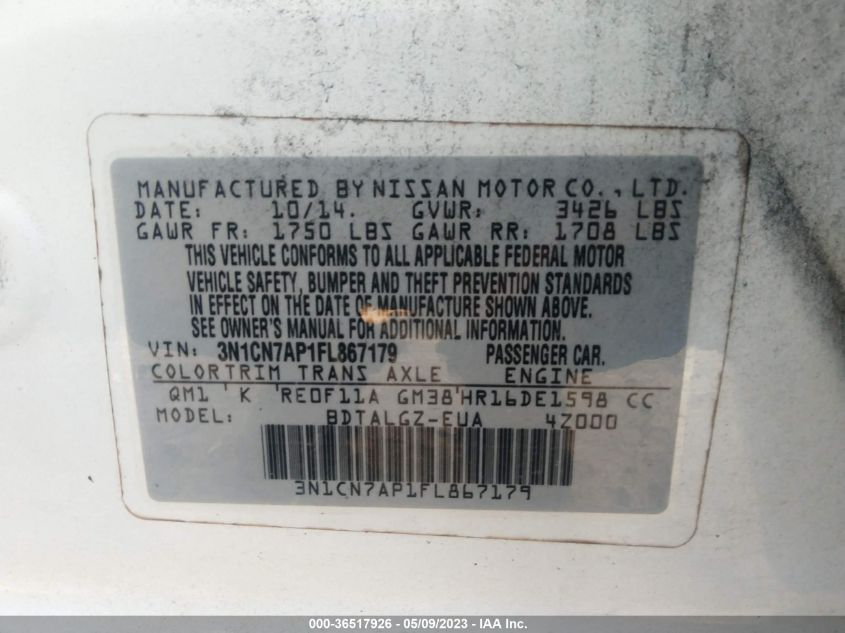 MANUFACTURED BY NISSAN MOTOR CO., LTD.
DATE: 10/14. GVWR: 3426 LBS
GAWR FR: 1750 LBS GAWR RR: 1708 LBS
THIS VEHICLE CONFORMS TO ALL APPLICABLE FEDERAL MOTOR
VEHICLE SAFETY, BUMPER AND THEFT PREVENTION STANDARDS
IN EFFECT ON THE DATE OF MANUFACTURE SHOWN ABOVE.
SEE OWNER'S MANUAL FOR ADDITIONAL INFORMATION.
VIN: 3N1CN7AP1FL867179 PASSENGER CAR.
COLORTRIM TRANS AXLE ENGINE
QM1 ' K 'RE0F11A GM38'HR16DE1598 CC
MODEL: BDTALGZ-EUA 4Z000
3N1CN7AP1FL867179
000-36517926 - 05/09/2023 - IAA Inc.